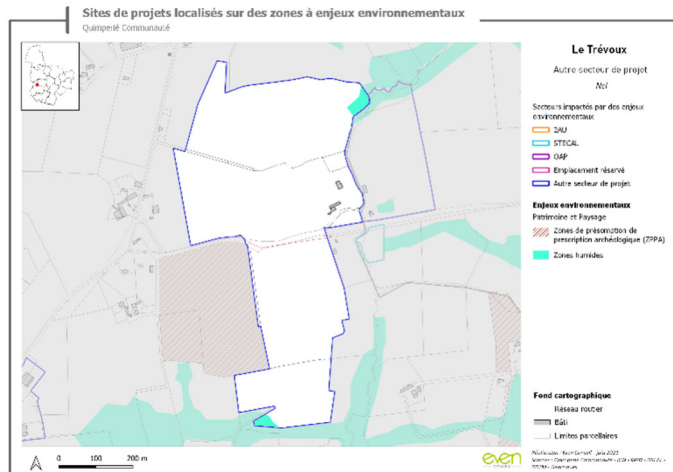 Sites de projets localisés sur des zones à enjeux environnementaux
Quimperlé Communauté
Le Trévoux
Autre secteur de projet
Secteurs impactés par des enjeux
environnementaux
2AU
STECAL
OAP
Emplacement réservé
Autre secteur de projet
Enjeux environnementaux
Patrimoine et Paysage
Zones de présomption de
prescription archéologique (ZPPA)
Zones humides
Fond cartographique
Réseau routier
Bâti
Limites parcellaires
0 100 200 m
even